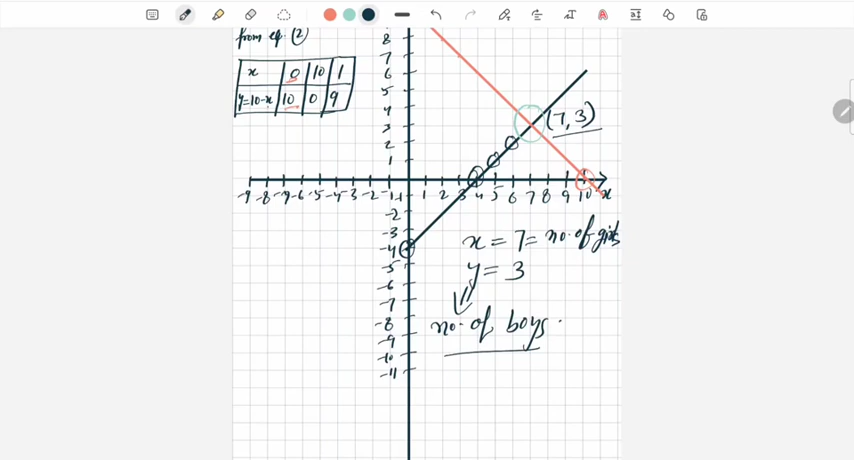 from eq. (2)
x 0 10 1
y=10-x 10 0 9
8
7
6
5
4
3
2
1
(7, 3)
-9 -8 -9 -6 -5 -4 -3 -2 -1 1 2 3 4 5 6 7 8 9 10 x
-2
-3
-4
-5
-6
-7
-8
-9
-10
-11
x = 7 = no. of girls
y = 3
no. of boys.